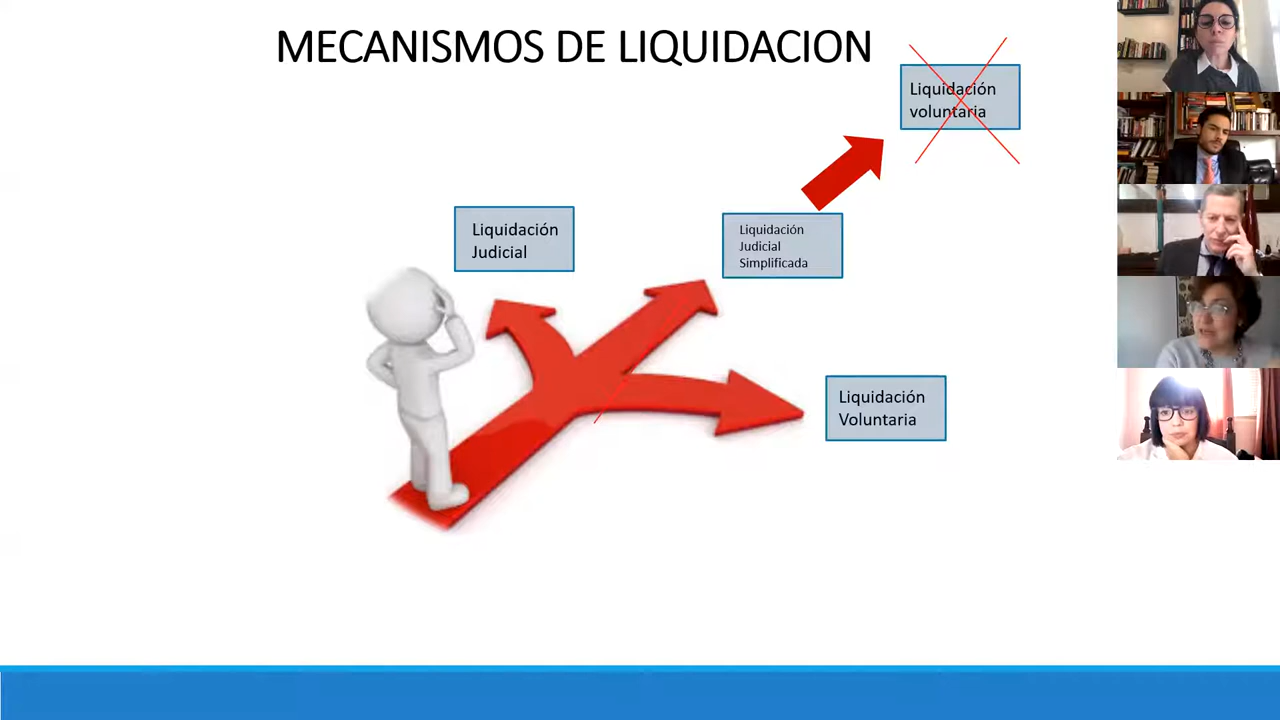 MECANISMOS DE LIQUIDACION
Liquidación
voluntaria
Liquidación
Judicial
Liquidación
Judicial
Simplificada
Liquidación
Voluntaria